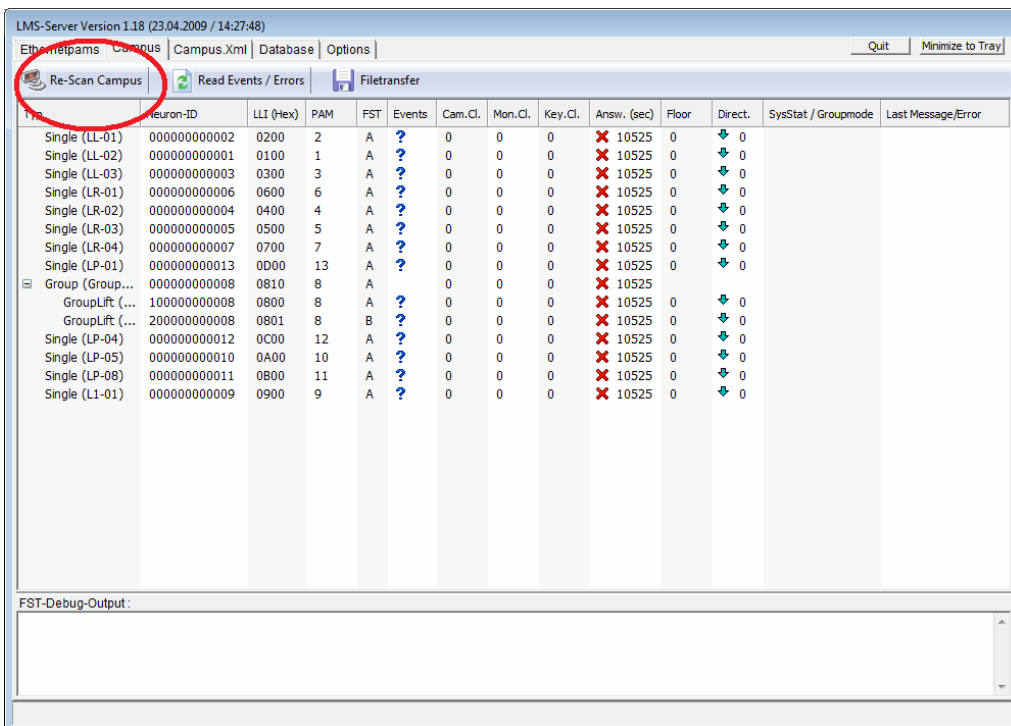 LMS-Server Version 1.18 (23.04.2009 / 14:27:48)
Ethernetpams Campus Campus.Xml Database Options Quit Minimize to Tray
Re-Scan Campus Read Events / Errors Filetransfer
Neuron-ID LLI (Hex) PAM FST Events Cam.Cl. Mon.Cl. Key.Cl. Answ. (sec) Floor Direct. SysStat / Groupmode Last Message/Error
Single (LL-01) 000000000002 0200 2 A ? 0 0 0 10525 0 0
Single (LL-02) 000000000001 0100 1 A ? 0 0 0 10525 0 0
Single (LL-03) 000000000003 0300 3 A ? 0 0 0 10525 0 0
Single (LR-01) 000000000006 0600 6 A ? 0 0 0 10525 0 0
Single (LR-02) 000000000004 0400 4 A ? 0 0 0 10525 0 0
Single (LR-03) 000000000005 0500 5 A ? 0 0 0 10525 0 0
Single (LR-04) 000000000007 0700 7 A ? 0 0 0 10525 0 0
Single (LP-01) 000000000013 0D00 13 A ? 0 0 0 10525 0 0
Group (Group... 000000000008 0810 8 A 0 0 0 10525
GroupLift (... 100000000008 0800 8 A ? 0 0 0 10525 0 0
GroupLift (... 200000000008 0801 8 B ? 0 0 0 10525 0 0
Single (LP-04) 000000000012 0C00 12 A ? 0 0 0 10525 0 0
Single (LP-05) 000000000010 0A00 10 A ? 0 0 0 10525 0 0
Single (LP-08) 000000000011 0B00 11 A ? 0 0 0 10525 0 0
Single (L1-01) 000000000009 0900 9 A ? 0 0 0 10525 0 0
FST-Debug-Output :